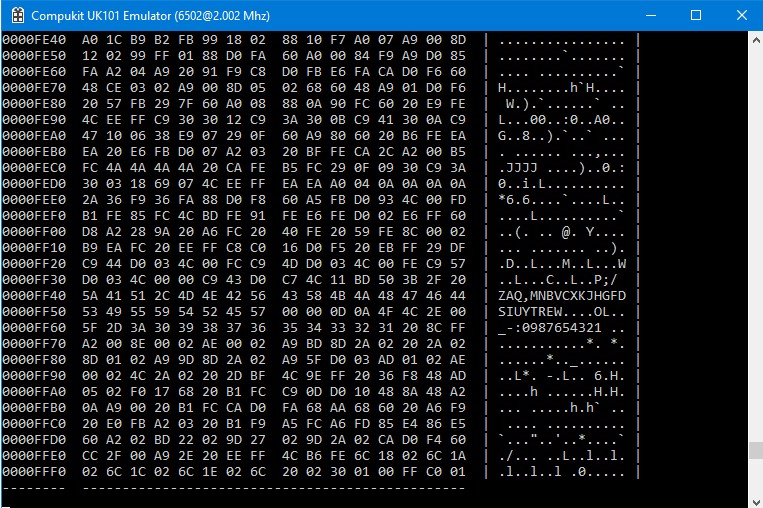 Compukit UK101 Emulator (6502@2.002 Mhz)
0000FE40  A0 1C B9 B2 FB 99 18 02  88 10 F7 A0 07 A9 00 8D  | ................ |
0000FE50  12 02 99 FF 01 88 D0 FA  60 A0 00 84 F9 A9 D0 85  | ........`....... |
0000FE60  FA A2 04 A9 20 91 F9 C8  D0 FB E6 FA CA D0 F6 60  | .... ..........` |
0000FE70  48 CE 03 02 A9 00 8D 05  02 68 60 48 A9 01 D0 F6  | H........h`H.... |
0000FE80  20 57 FB 29 7F 60 A0 08  88 0A 90 FC 60 20 E9 FE  |  W.).`......` .. |
0000FE90  4C EE FF C9 30 30 12 C9  3A 30 0B C9 41 30 0A C9  | L...00..:0..A0.. |
0000FEA0  47 10 06 38 E9 07 29 0F  60 A9 80 60 20 B6 FE EA  | G..8..).`..` ... |
0000FEB0  EA 20 E6 FB D0 07 A2 03  20 BF FE CA 2C A2 00 B5  | . ...... ...,... |
0000FEC0  FC 4A 4A 4A 4A 20 CA FE  B5 FC 29 0F 09 30 C9 3A  | .JJJJ ....)..0.: |
0000FED0  30 03 18 69 07 4C EE FF  EA EA A0 04 0A 0A 0A 0A  | 0..i.L.......... |
0000FEE0  2A 36 F9 36 FA 88 D0 F8  60 A5 FB D0 93 4C 00 FD  | *6.6....`....L.. |
0000FEF0  B1 FE 85 FC 4C BD FE 91  FE E6 FE D0 02 E6 FF 60  | ....L..........` |
0000FF00  D8 A2 28 9A 20 A6 FC 20  40 FE 20 59 FE 8C 00 02  | ..(. .. @. Y.... |
0000FF10  B9 EA FC 20 EE FF C8 C0  16 D0 F5 20 EB FF 29 DF  | ... ....... ..). |
0000FF20  C9 44 D0 03 4C 00 FC C9  4D D0 03 4C 00 FE C9 57  | .D..L...M..L...W |
0000FF30  D0 03 4C 00 00 C9 43 D0  C7 4C 11 BD 50 3B 2F 20  | ..L...C..L..P;/  |
0000FF40  5A 41 51 2C 4D 4E 42 56  43 58 4B 4A 48 47 46 44  | ZAQ,MNBVCXKJHGFD |
0000FF50  53 49 55 59 54 52 45 57  00 00 0D 0A 4F 4C 2E 00  | SIUYTREW....OL.. |
0000FF60  5F 2D 3A 30 39 38 37 36  35 34 33 32 31 20 8C FF  | _-:0987654321 .. |
0000FF70  A2 00 8E 00 02 AE 00 02  A9 BD 8D 2A 02 20 2A 02  | ...........*. *. |
0000FF80  8D 01 02 A9 9D 8D 2A 02  A9 5F D0 03 AD 01 02 AE  | ......*.._...... |
0000FF90  00 02 4C 2A 02 20 2D BF  4C 9E FF 20 36 F8 48 AD  | ..L*. -.L.. 6.H. |
0000FFA0  05 02 F0 17 68 20 B1 FC  C9 0D D0 10 48 8A 48 A2  | ....h ......H.H. |
0000FFB0  0A A9 00 20 B1 FC CA D0  FA 68 AA 68 60 20 A6 F9  | ... .....h.h` .. |
0000FFC0  20 E0 FB A2 03 20 B1 F9  A5 FC A6 FD 85 E4 86 E5  |  .... .......... |
0000FFD0  60 A2 02 BD 22 02 9D 27  02 09 9D 2A 02 CA D0 F4 60  | `..."..'..*....` |
0000FFE0  CC 2F 00 A9 2E 20 EE FF  4C B6 FE 6C 18 02 6C 1A  | ./... ..L..l..l. |
0000FFF0  02 6C 1C 02 6C 1E 02 6C  20 02 30 01 00 FF C0 01  | .l..l..l .0..... |
--------  -----------------------------------------------